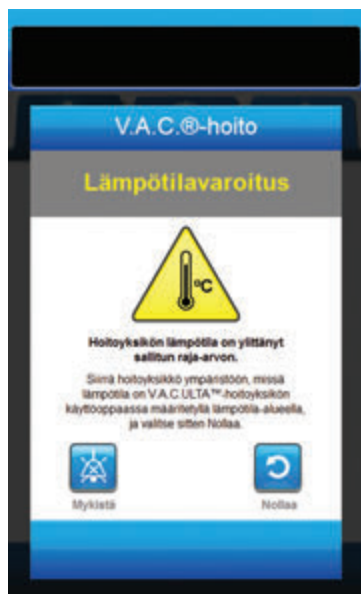 V.A.C.®-hoito
Lämpötilavaroitus
°C
Hoitoyksikön lämpötila on ylittänyt
sallitun raja-arvon.
Siirrä hoitoyksikkö ympäristöön, missä
lämpötila on V.A.C.ULTA™-hoitoyksikön
käyttöoppaassa määritetyllä lämpötila-alueella,
ja valitse sitten Nollaa.
Mykistä
Nollaa